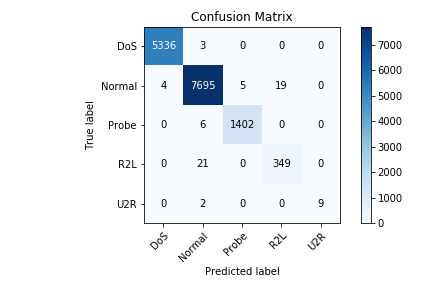 Confusion Matrix
DoS 5336 3 0 0 0
Normal 4 7695 5 19 0
Probe 0 6 1402 0 0
R2L 0 21 0 349 0
U2R 0 2 0 0 9
DoS Normal Probe R2L U2R
True label
Predicted label
7000
6000
5000
4000
3000
2000
1000
0